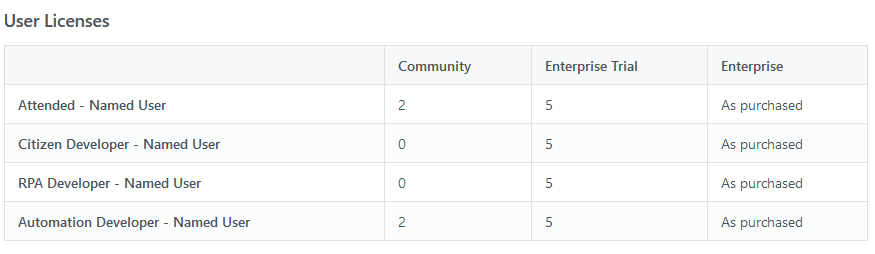 User Licenses
Community Enterprise Trial Enterprise
Attended - Named User 2 5 As purchased
Citizen Developer - Named User 0 5 As purchased
RPA Developer - Named User 0 5 As purchased
Automation Developer - Named User 2 5 As purchased